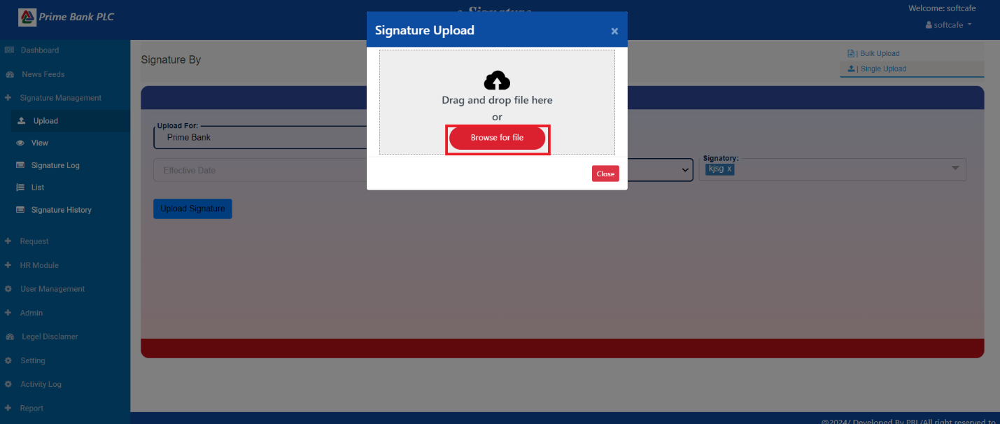 Prime Bank PLC
e-Signature
Welcome: softcafe
softcafe
Dashboard
News Feeds
Signature Management
Upload
View
Signature Log
List
Signature History
Request
HR Module
User Management
Admin
Legel Disclamer
Setting
Activity Log
Report
Signature By
| Bulk Upload
| Single Upload
Upload For:
Prime Bank
Effective Date
Signatory:
kjsg x
Upload Signature
Signature Upload
×
Drag and drop file here
or
Browse for file
Close
@2024/ Developed By PBL/All right reserved to